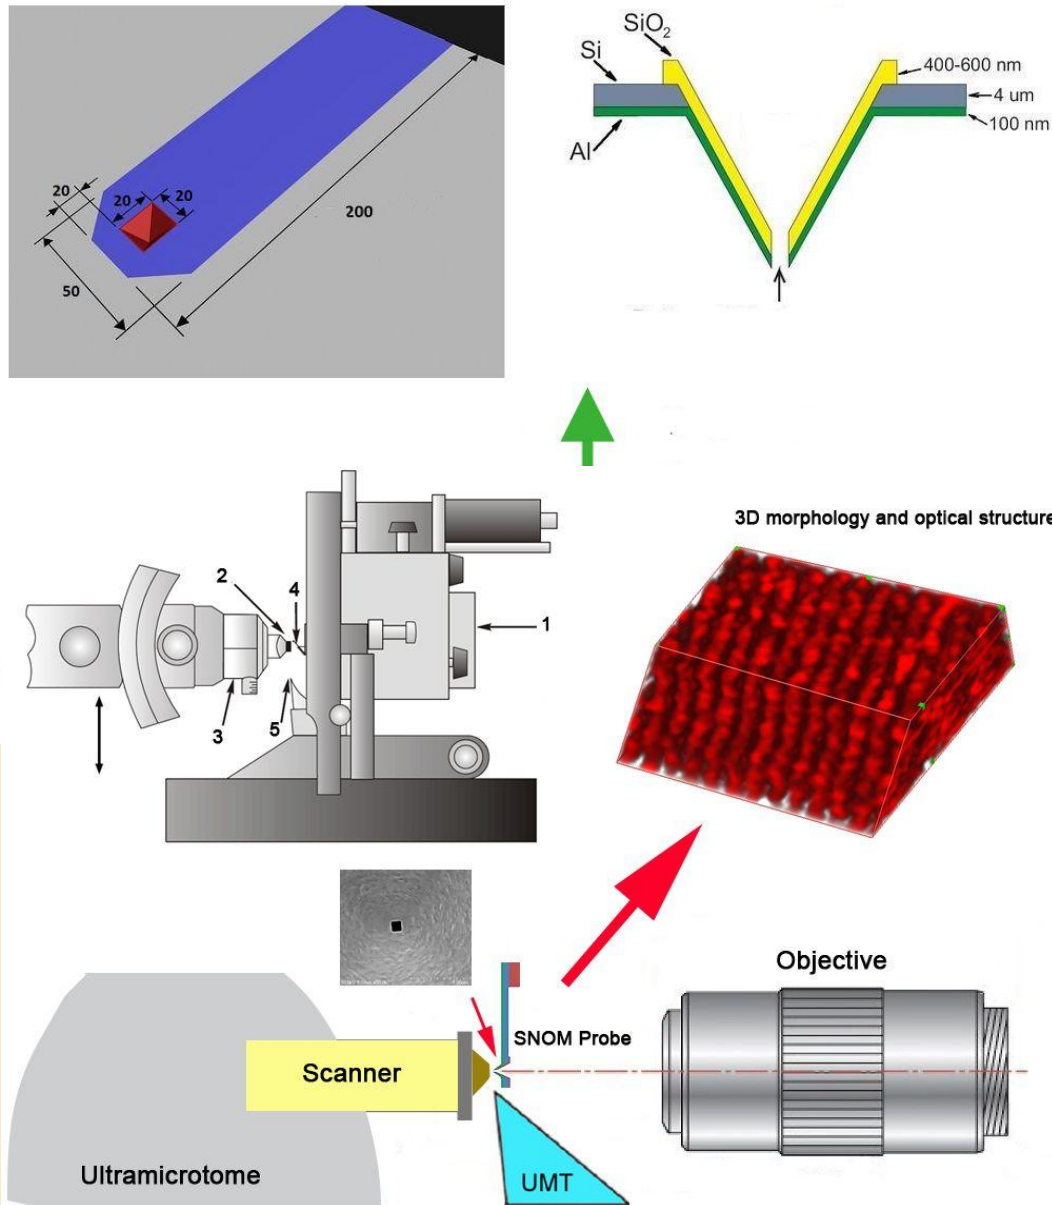 SiO2
Si
400-600 nm
4 um
100 nm
Al
20
20
20
200
50
3D morphology and optical structure
2
4
1
3
5
Objective
SNOM Probe
Scanner
Ultramicrotome
UMT